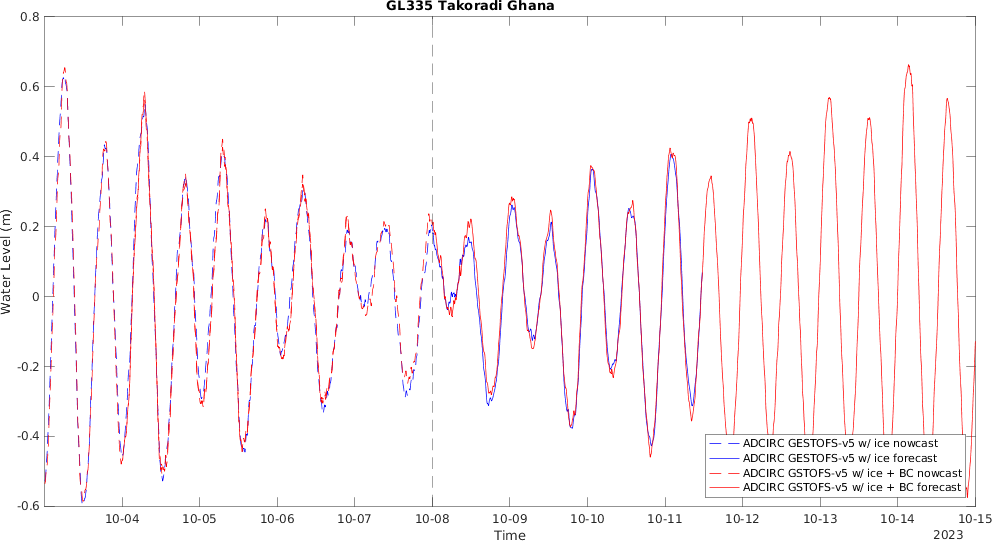 GL335 Takoradi Ghana
Water Level (m)
0.8
0.6
0.4
0.2
0
-0.2
-0.4
-0.6
ADCIRC GESTOFS-v5 w/ ice nowcast
ADCIRC GESTOFS-v5 w/ ice forecast
ADCIRC GSTOFS-v5 w/ ice + BC nowcast
ADCIRC GSTOFS-v5 w/ ice + BC forecast
10-04 10-05 10-06 10-07 10-08 10-09 10-10 10-11 10-12 10-13 10-14 10-15
Time
2023